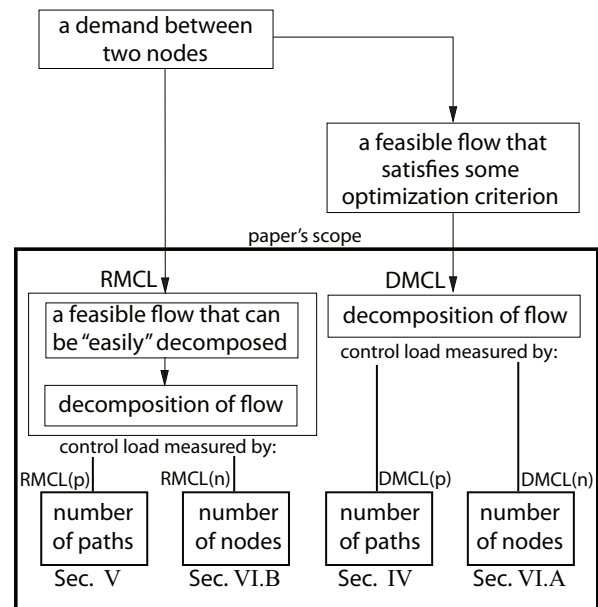 a demand between
two nodes
a feasible flow that
satisfies some
optimization criterion
paper's scope
RMCL
a feasible flow that can
be "easily" decomposed
decomposition of flow
control load measured by:
DMCL
decomposition of flow
control load measured by:
RMCL(p)
number
of paths
Sec. V
RMCL(n)
number
of nodes
Sec. VI.B
DMCL(p)
number
of paths
Sec. IV
DMCL(n)
number
of nodes
Sec. VI.A